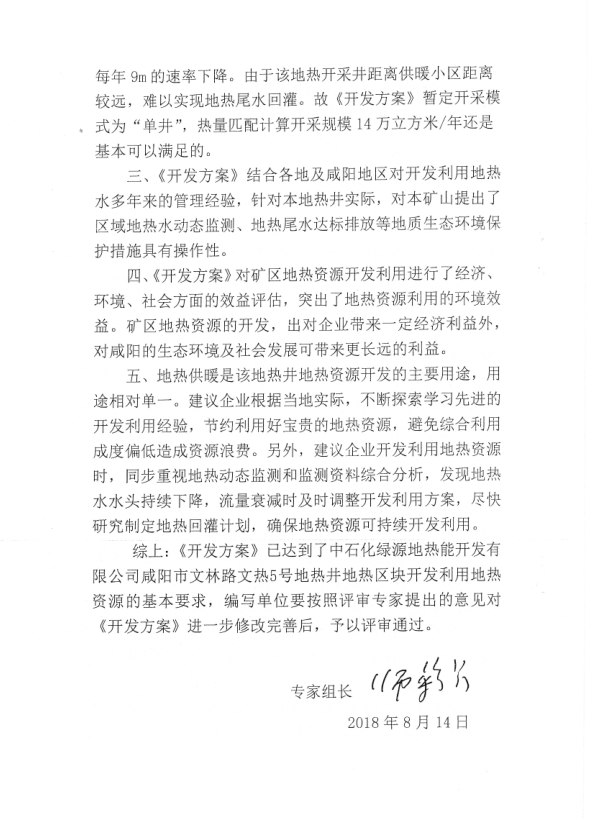 每年 9m 的速率下降。由于该地热开采井距离供暖小区距离
较远，难以实现地热尾水回灌。故《开发方案》暂定开采模
式为“单井”，热量匹配计算开采规模 14 万立方米/年还是
基本可以满足的。
三、《开发方案》结合各地及咸阳地区对开发利用地热
水多年来的管理经验，针对本地热井实际，对本矿山提出了
区域地热水动态监测、地热尾水达标排放等地质生态环境保
护措施具有操作性。
四、《开发方案》对矿区地热资源开发利用进行了经济、
环境、社会方面的效益评估，突出了地热资源利用的环境效
益。矿区地热资源的开发，出对企业带来一定经济利益外，
对咸阳的生态环境及社会发展可带来更长远的利益。
五、地热供暖是该地热井地热资源开发的主要用途，用
途相对单一。建议企业根据当地实际，不断探索学习先进的
开发利用经验，节约利用好宝贵的地热资源，避免综合利用
成度偏低造成资源浪费。另外，建议企业开发利用地热资源
时，同步重视地热动态监测和监测资料综合分析，发现地热
水水头持续下降，流量衰减时及时调整开发利用方案，尽快
研究制定地热回灌计划，确保地热资源可持续开发利用。
综上：《开发方案》已达到了中石化绿源地热能开发有
限公司咸阳市文林路文热5号地热井地热区块开发利用地热
资源的基本要求，编写单位要按照评审专家提出的意见对
《开发方案》进一步修改完善后，予以评审通过。
专家组长
2018 年 8 月 14 日